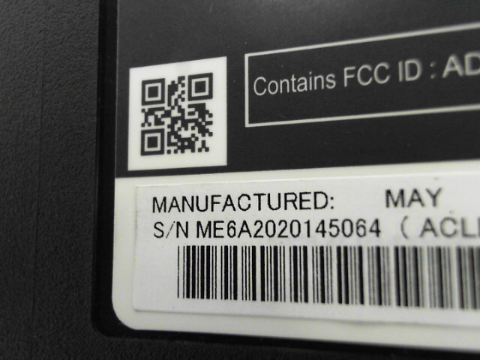 Contains FCC ID : AD
MANUFACTURED: MAY
S/N ME6A2020145064 ( ACL